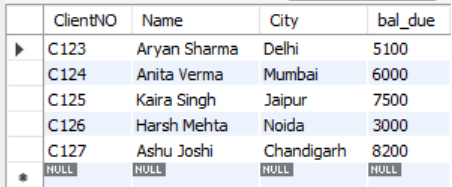 ClientNO Name City bal_due
C123 Aryan Sharma Delhi 5100
C124 Anita Verma Mumbai 6000
C125 Kaira Singh Jaipur 7500
C126 Harsh Mehta Noida 3000
C127 Ashu Joshi Chandigarh 8200
NULL NULL NULL NULL